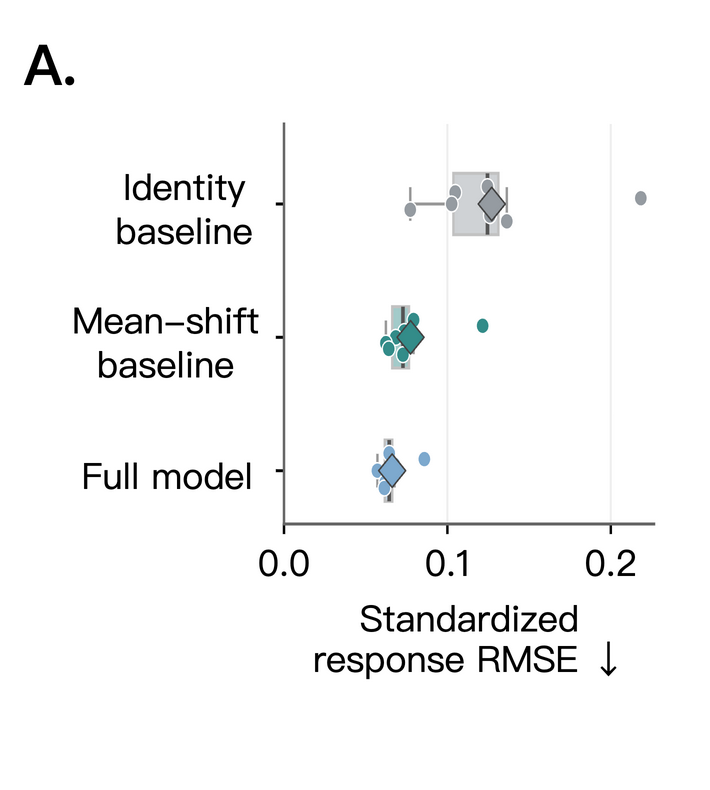 A.
Identity
baseline
Mean–shift
baseline
Full model
0.0 0.1 0.2
Standardized
response RMSE ↓